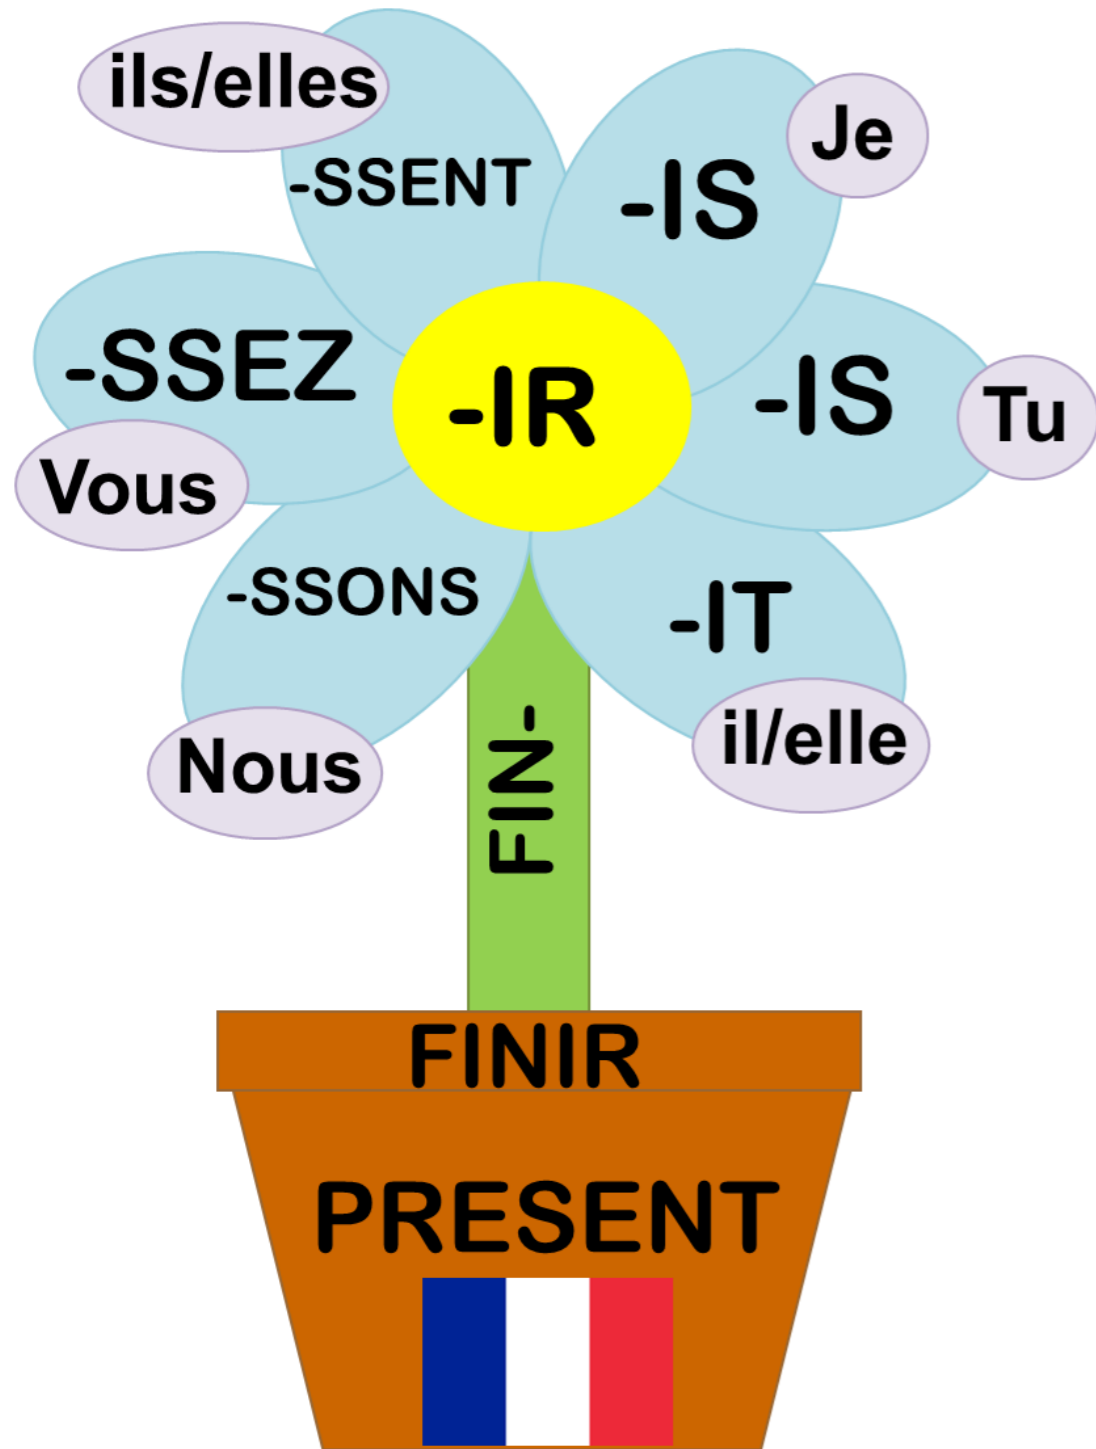 ils/elles
Je
-SSENT
-IS
-SSEZ
-IR
-IS
Tu
Vous
-SSONS
-IT
Nous
il/elle
FIN-
FINIR
PRESENT